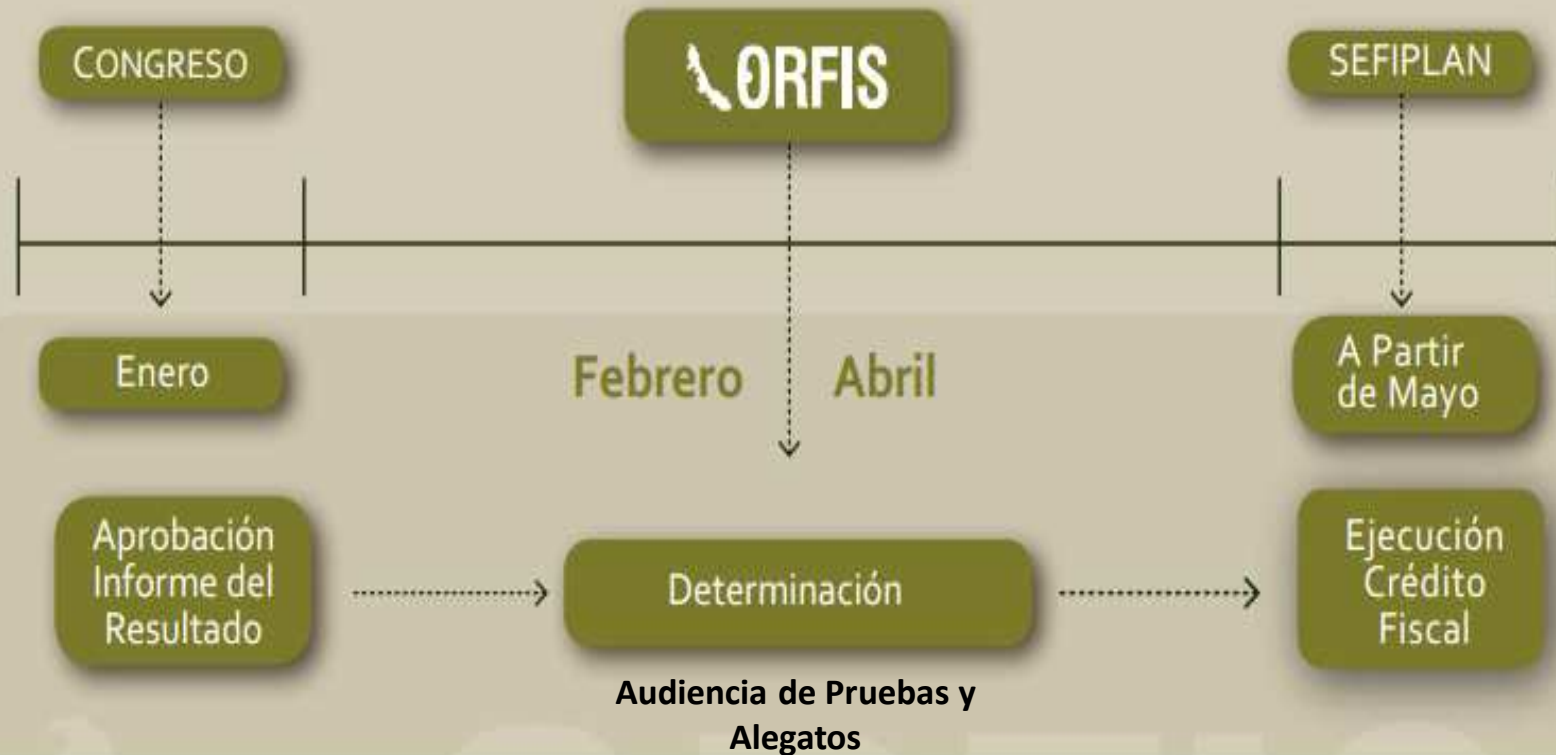 CONGRESO
ORFIS
SEFIPLAN
Enero
Febrero
Abril
A Partir
de Mayo
Aprobación
Informe del
Resultado
Determinación
Ejecución
Crédito
Fiscal
Audiencia de Pruebas y
Alegatos